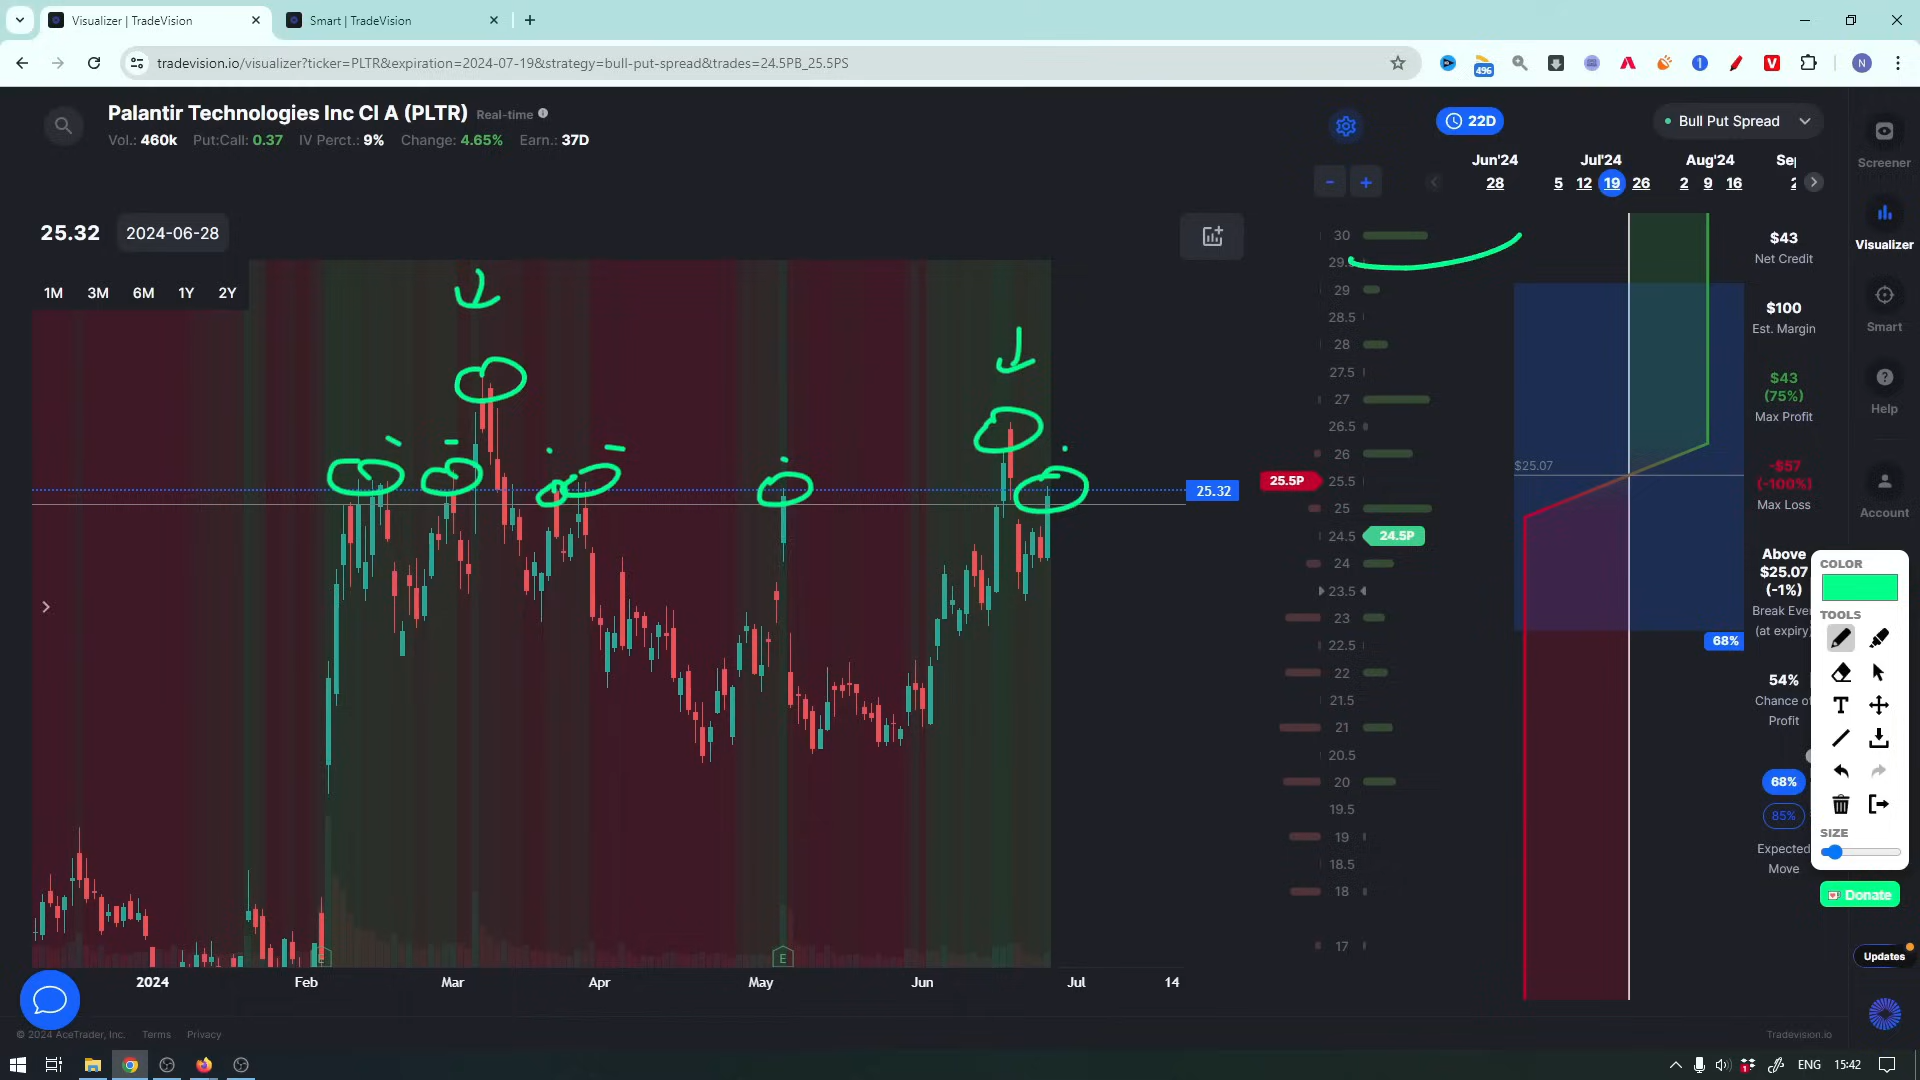 Visualizer | TradeVision
Smart | TradeVision
tradevision.io/visualizer?ticker=PLTR&expiration=2024-07-19&strategy=bull-put-spread&trades=24.5PB_25.5PS
496
N
Palantir Technologies Inc Cl A (PLTR) Real-time
Vol.: 460k Put:Call: 0.37 IV Perct.: 9% Change: 4.65% Earn.: 37D
22D
Bull Put Spread
Jun'24 Jul'24 Aug'24
28 5 12 19 26 2 9 16
- +
25.32 2024-06-28
1M 3M 6M 1Y 2Y
30
29
28.5
28
27.5
27
26.5
26
25.5P 25.5
25
24.5 24.5P
24
23.5
23
22.5
22
21.5
21
20.5
20
19.5
19
18.5
18
17
25.32
$25.07
68%
E
2024 Feb Mar Apr May Jun Jul 14
$43
Net Credit
$100
Est. Margin
$43
(75%)
Max Profit
-$57
(-100%)
Max Loss
Above
$25.07
(-1%)
Break Even
(at expiry)
54%
Chance of
Profit
68%
85%
Expected
Move
Screener
Visualizer
Smart
Help
Account
COLOR
TOOLS
T
SIZE
Donate
Updates
© 2024 AceTrader, Inc. Terms Privacy
Tradevision.io
ENG 15:42